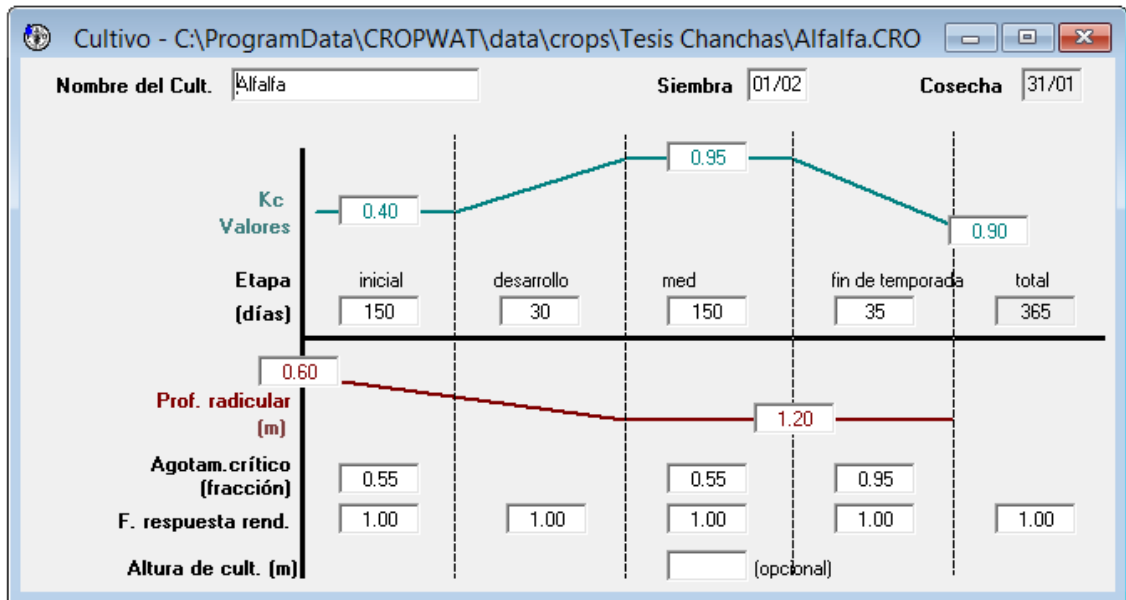 Cultivo - C:\ProgramData\CROPWAT\data\crops\Tesis Chanchas\Alfalfa.CRO
Nombre del Cult. Alfalfa Siembra 01/02 Cosecha 31/01
0.95
Kc 0.40
Valores 0.90
Etapa inicial desarrollo med fin de temporada total
(días) 150 30 150 35 365
0.60
Prof. radicular
(m) 1.20
Agotam.crítico
(fracción) 0.55 0.55 0.95
F. respuesta rend. 1.00 1.00 1.00 1.00 1.00
Altura de cult. (m) (opcional)